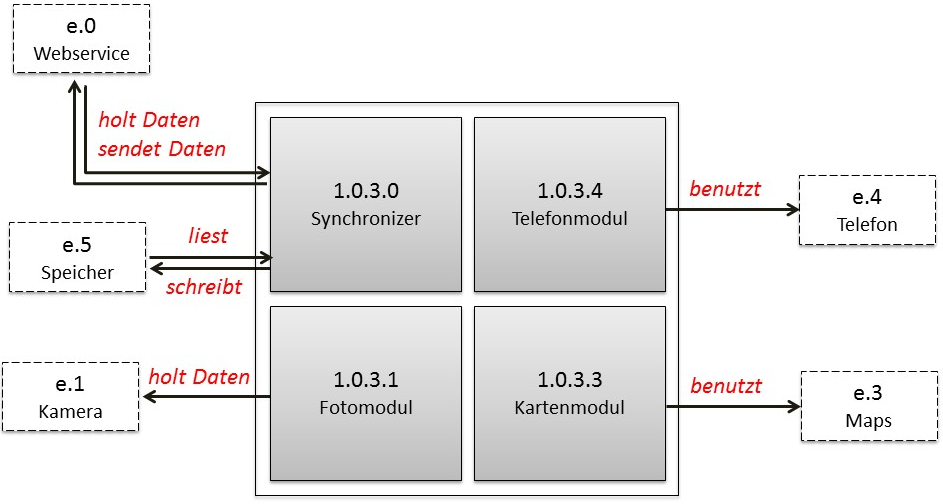 e.0
Webservice
holt Daten
sendet Daten
1.0.3.0
Synchronizer
1.0.3.4
Telefonmodul
benutzt
e.4
Telefon
e.5
Speicher
liest
schreibt
1.0.3.1
Fotomodul
1.0.3.3
Kartenmodul
holt Daten
e.1
Kamera
benutzt
e.3
Maps